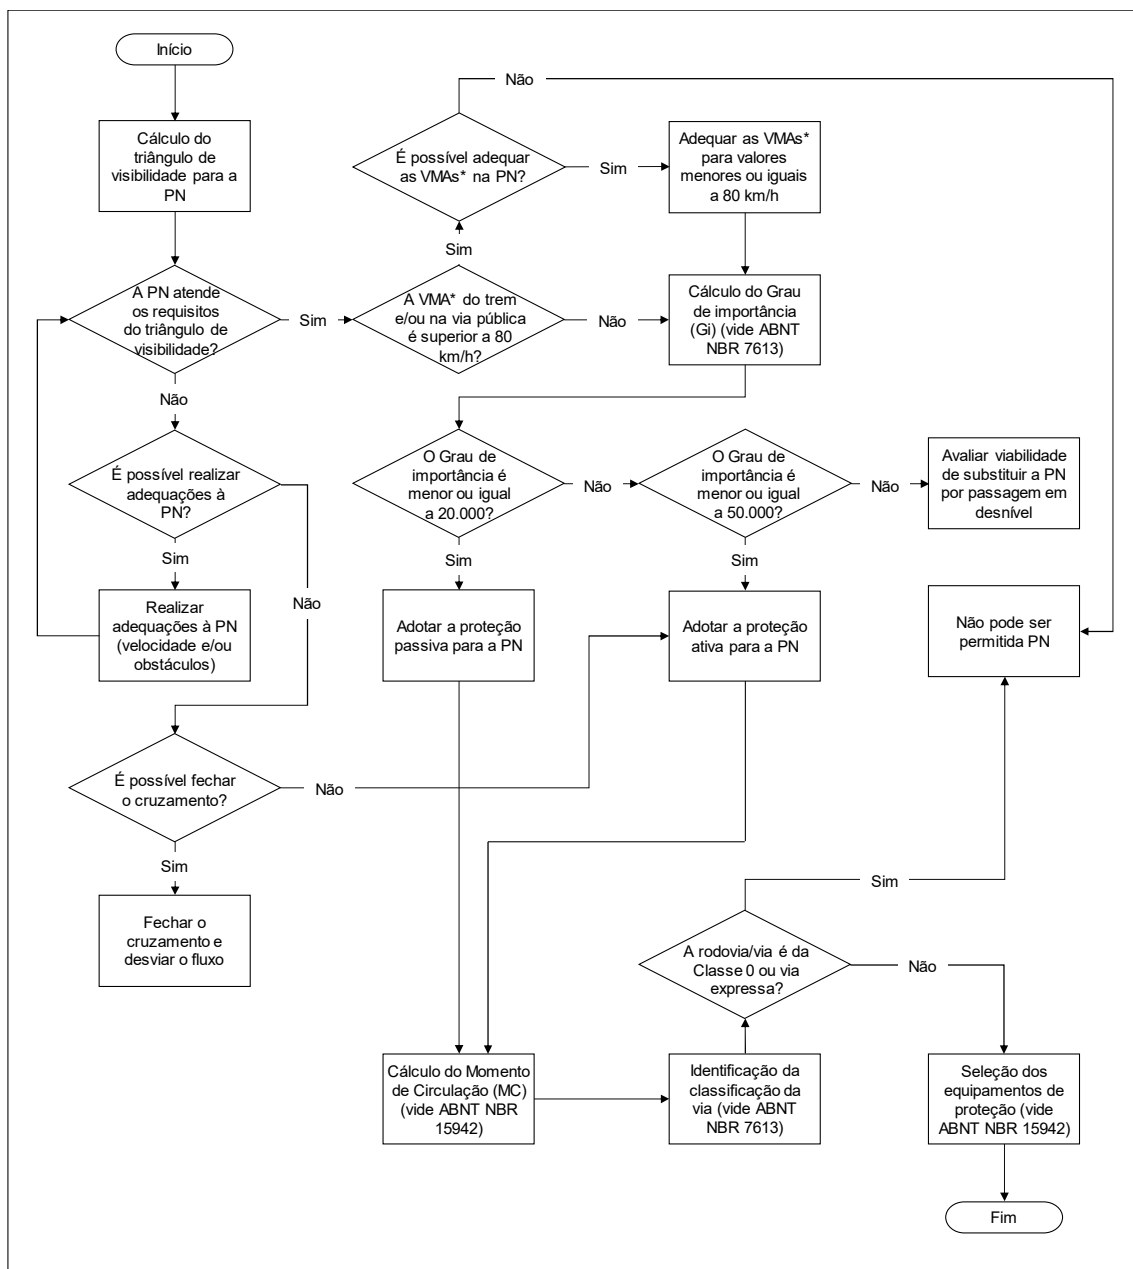 Início
Não
Cálculo do
triângulo de
visibilidade para a
PN
É possível adequar
as VMAs* na PN?
Sim
Adequar as VMAs*
para valores
menores ou iguais
a 80 km/h
Sim
A PN atende
os requisitos
do triângulo de
visibilidade?
Sim
A VMA* do trem
e/ou na via pública
é superior a 80
km/h?
Não
Cálculo do Grau
de importância
(Gi) (vide ABNT
NBR 7613)
Não
É possível realizar
adequações à
PN?
O Grau de
importância é
menor ou igual
a 20.000?
Não
O Grau de
importância é
menor ou igual
a 50.000?
Não
Avaliar viabilidade
de substituir a PN
por passagem em
desnível
Sim
Sim
Sim
Não
Realizar
adequações à PN
(velocidade e/ou
obstáculos)
Adotar a proteção
passiva para a PN
Adotar a proteção
ativa para a PN
Não pode ser
permitida PN
É possível fechar
o cruzamento?
Não
Sim
Sim
Fechar o
cruzamento e
desviar o fluxo
A rodovia/via é da
Classe 0 ou via
expressa?
Não
Cálculo do Momento
de Circulação (MC)
(vide ABNT NBR
15942)
Identificação da
classificação da
via (vide ABNT
NBR 7613)
Seleção dos
equipamentos de
proteção (vide
ABNT NBR 15942)
Fim